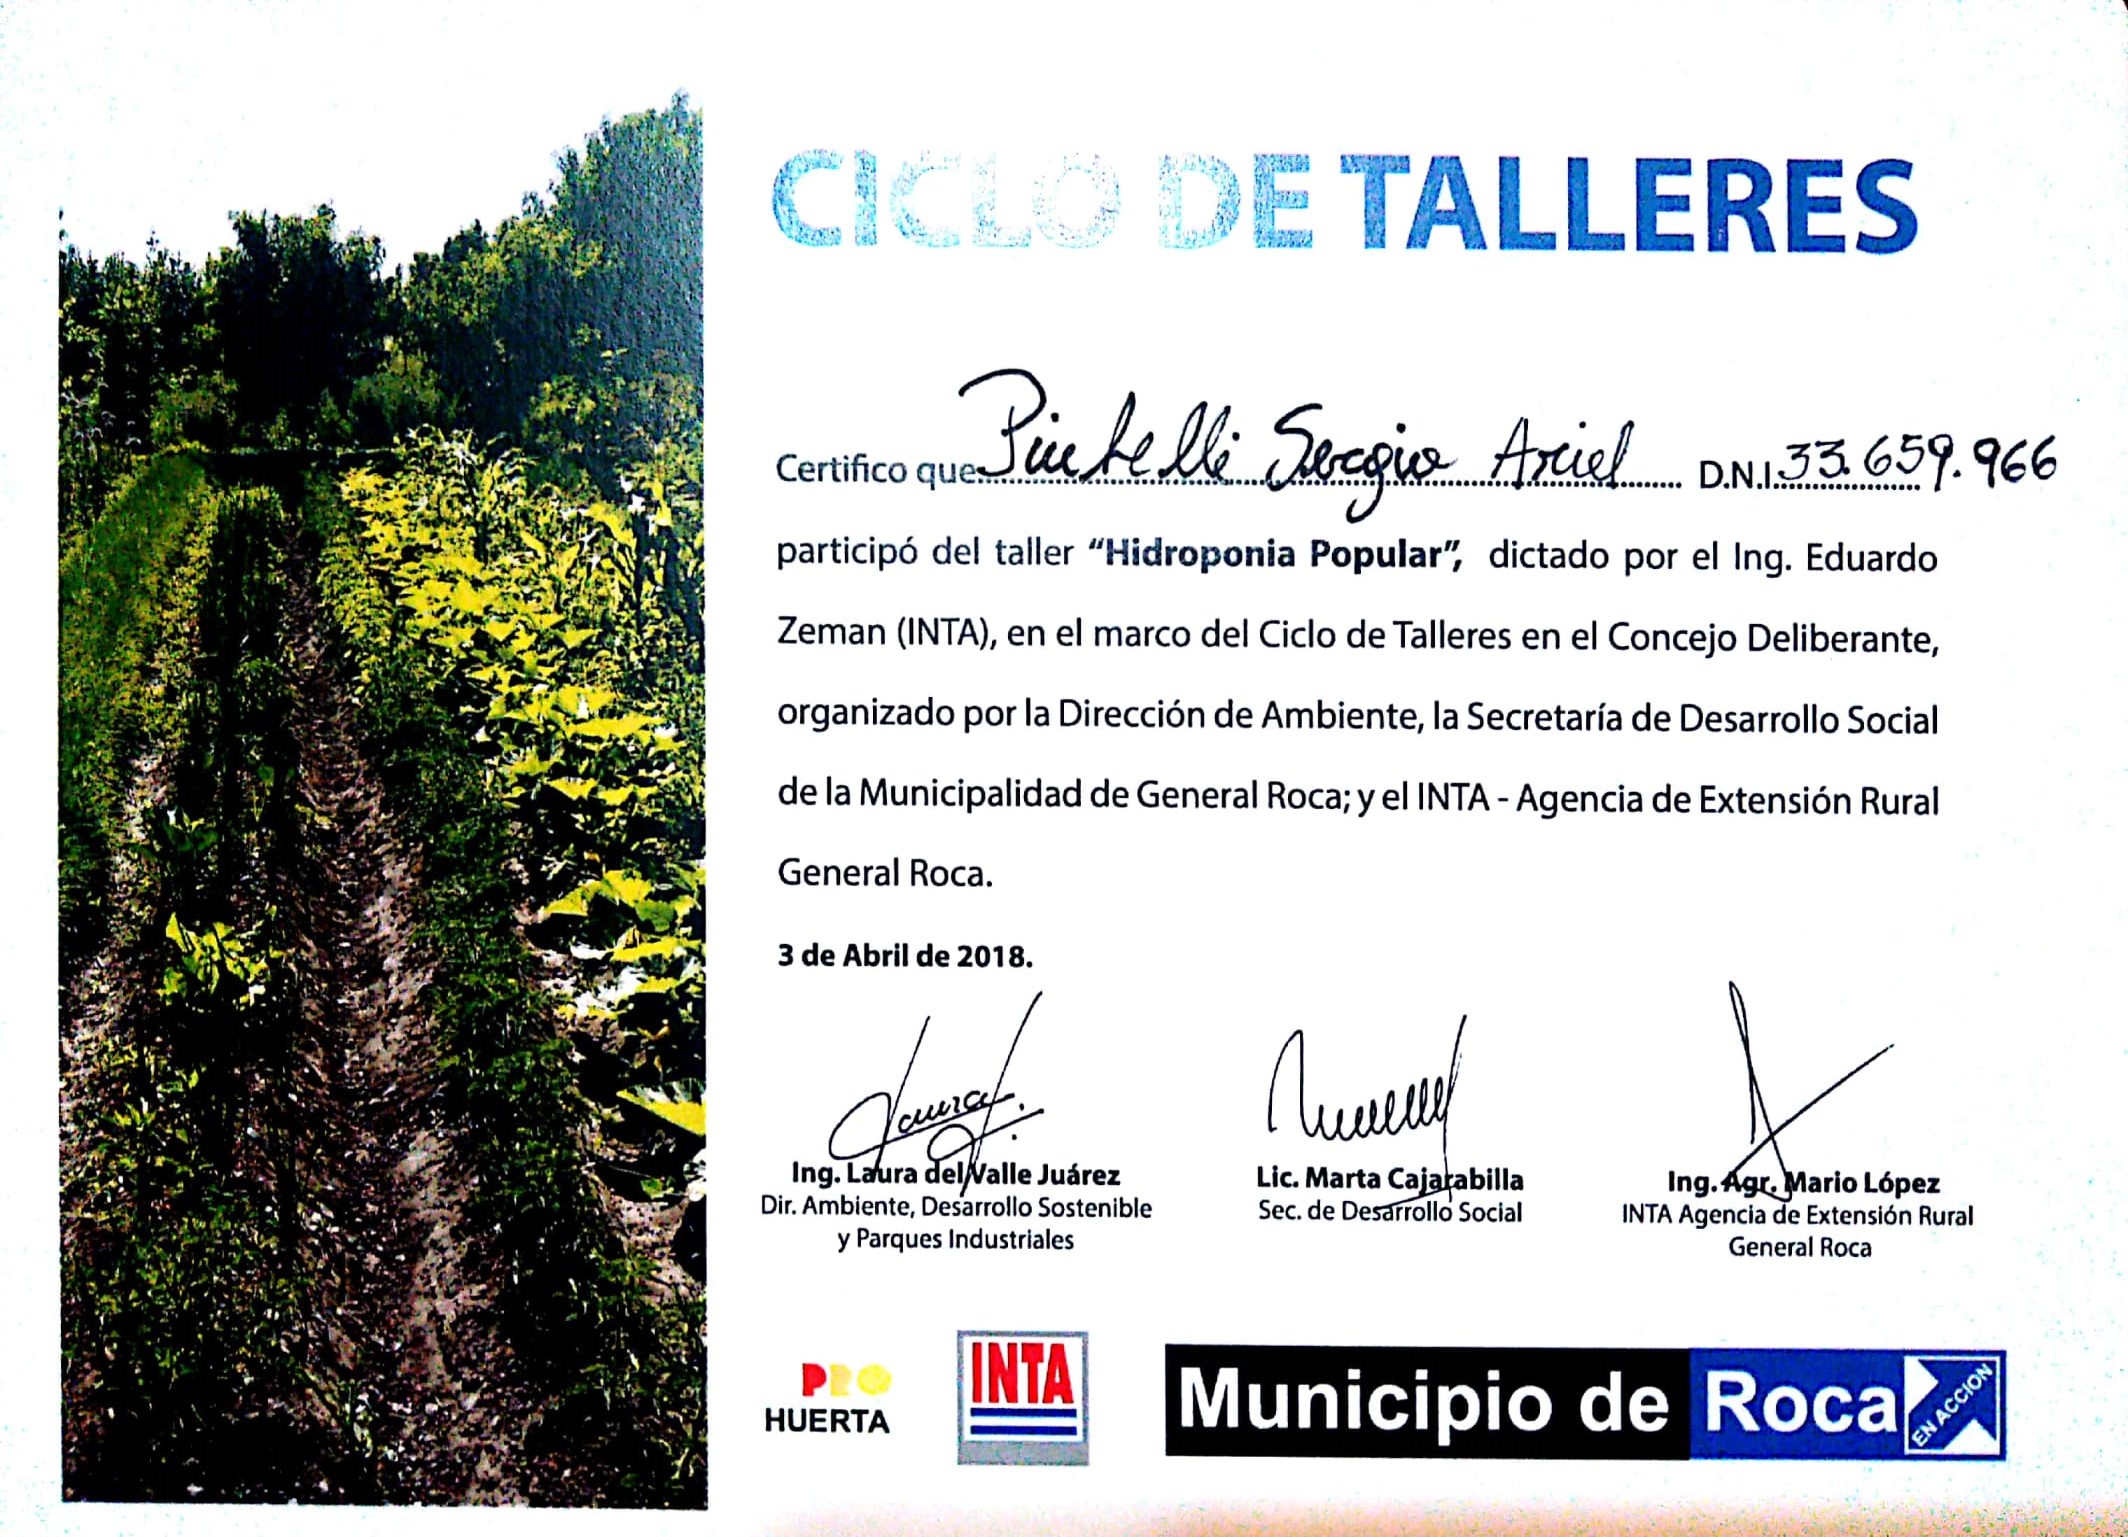 CICLO DE TALLERES
Certifico que Sergio Ariel D.N.I. 33.659.966
participó del taller “Hidroponia Popular”, dictado por el Ing. Eduardo
Zeman (INTA), en el marco del Ciclo de Talleres en el Concejo Deliberante,
organizado por la Dirección de Ambiente, la Secretaría de Desarrollo Social
de la Municipalidad de General Roca; y el INTA - Agencia de Extensión Rural
General Roca.
3 de Abril de 2018.
Ing. Laura del Valle Juárez
Dir. Ambiente, Desarrollo Sostenible
y Parques Industriales
Lic. Marta Cajarabilla
Sec. de Desarrollo Social
Ing. Agr. Mario López
INTA Agencia de Extensión Rural
General Roca
PRO
HUERTA
INTA
Municipio de Roca
EN ACCION